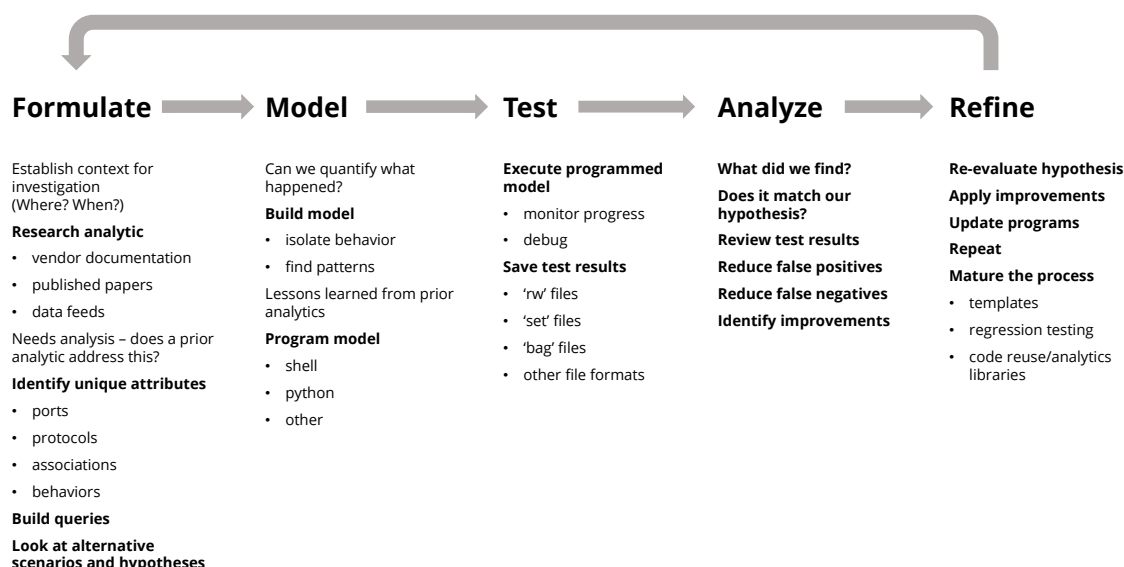 Formulate
Model
Test
Analyze
Refine
Establish context for
investigation
(Where? When?)
Research analytic
• vendor documentation
• published papers
• data feeds
Needs analysis – does a prior
analytic address this?
Identify unique attributes
• ports
• protocols
• associations
• behaviors
Build queries
Look at alternative
scenarios and hypotheses
Can we quantify what
happened?
Build model
• isolate behavior
• find patterns
Lessons learned from prior
analytics
Program model
• shell
• python
• other
Execute programmed
model
• monitor progress
• debug
Save test results
• ‘rw’ files
• ‘set’ files
• ‘bag’ files
• other file formats
What did we find?
Does it match our
hypothesis?
Review test results
Reduce false positives
Reduce false negatives
Identify improvements
Re-evaluate hypothesis
Apply improvements
Update programs
Repeat
Mature the process
• templates
• regression testing
• code reuse/analytics
libraries